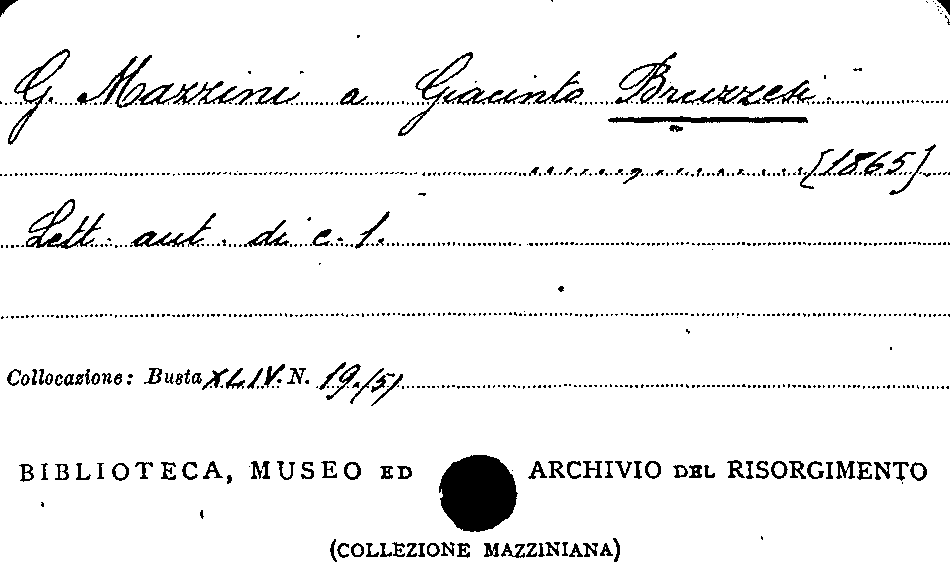 G. Mazzini a Giacinto Bruzzesi
......, ....... [1865]
Lett. aut. di c. 1.
Collocazione: Busta XLIV. N. 19./5/
BIBLIOTECA, MUSEO ED ARCHIVIO DEL RISORGIMENTO
(COLLEZIONE MAZZINIANA)